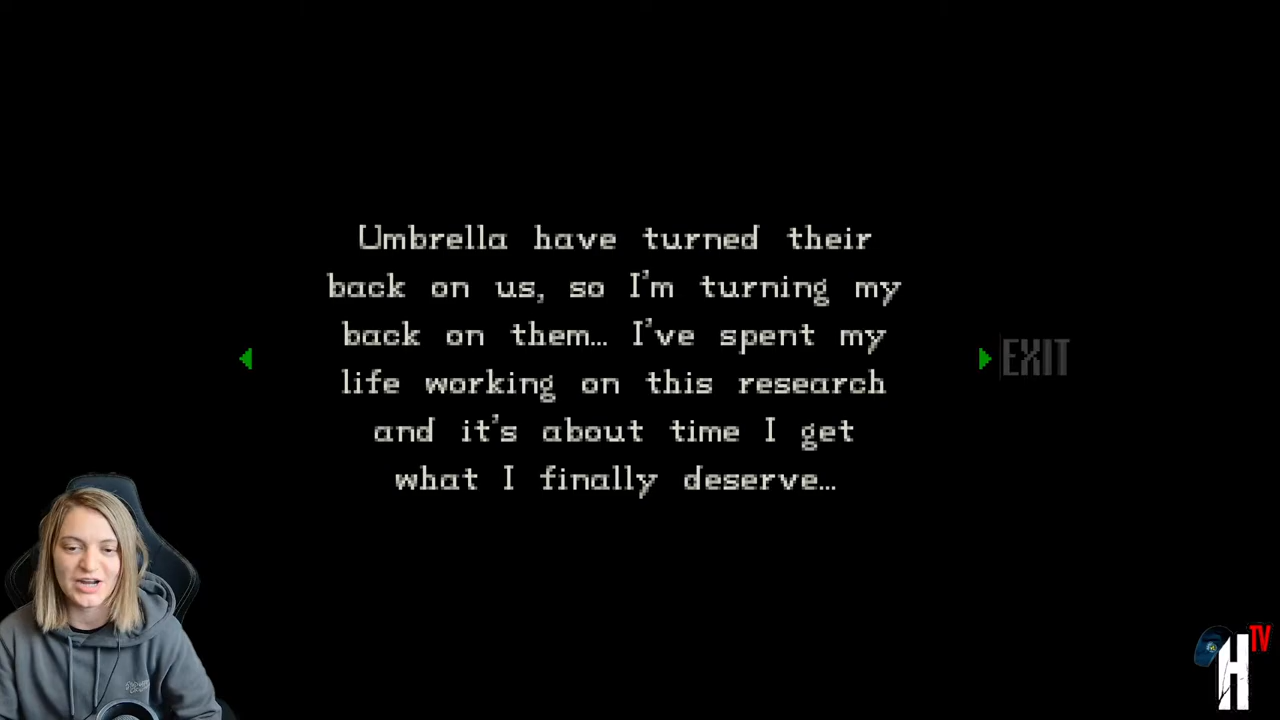 Umbrella have turned their
back on us, so I'm turning my
back on them... I've spent my
life working on this research
and it's about time I get
what I finally deserve...
EXIT
H TV